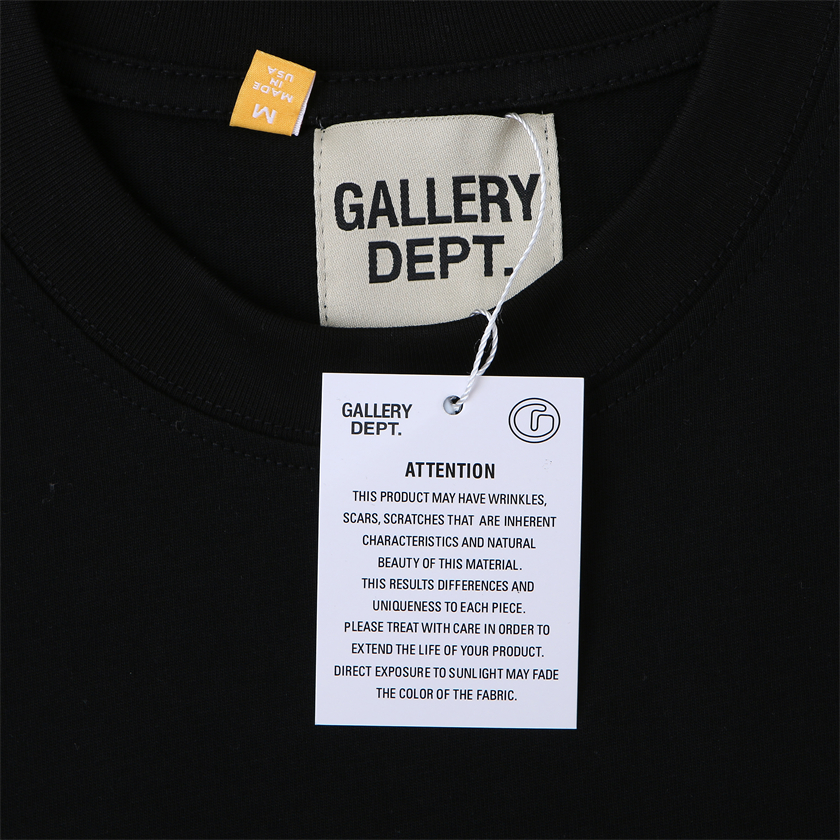 M
MADE
IN
USA
GALLERY
DEPT.
GALLERY
DEPT.
G
ATTENTION
THIS PRODUCT MAY HAVE WRINKLES,
SCARS, SCRATCHES THAT ARE INHERENT
CHARACTERISTICS AND NATURAL
BEAUTY OF THIS MATERIAL.
THIS RESULTS DIFFERENCES AND
UNIQUENESS TO EACH PIECE.
PLEASE TREAT WITH CARE IN ORDER TO
EXTEND THE LIFE OF YOUR PRODUCT.
DIRECT EXPOSURE TO SUNLIGHT MAY FADE
THE COLOR OF THE FABRIC.